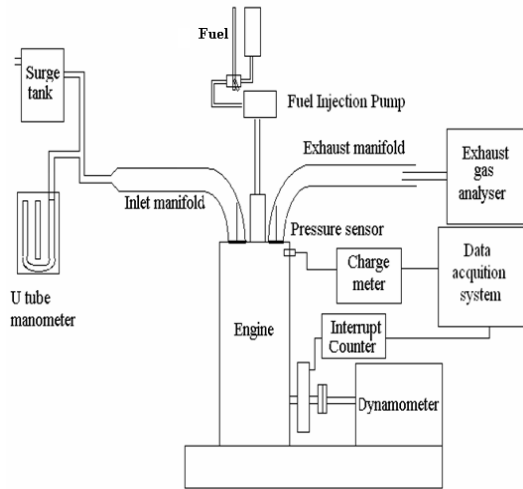 Fuel
Surge
tank
Fuel Injection Pump
Exhaust manifold
Exhaust
gas
analyser
Inlet manifold
Pressure sensor
U tube
manometer
Charge
meter
Data
acqution
system
Engine
Interrupt
Counter
Dynamometer